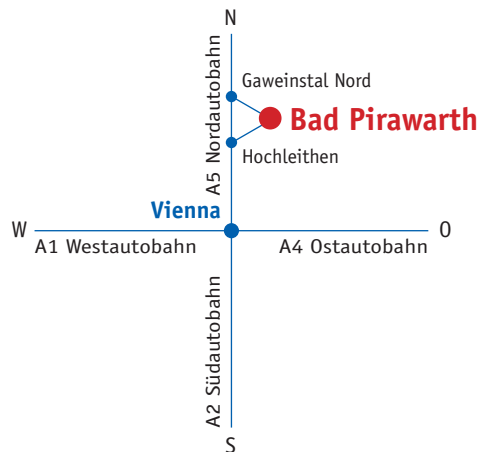 N
Gaweinstal Nord
Bad Pirawarth
Hochleithen
A5 Nordautobahn
Vienna
W
O
A1 Westautobahn
A4 Ostautobahn
A2 Südautobahn
S